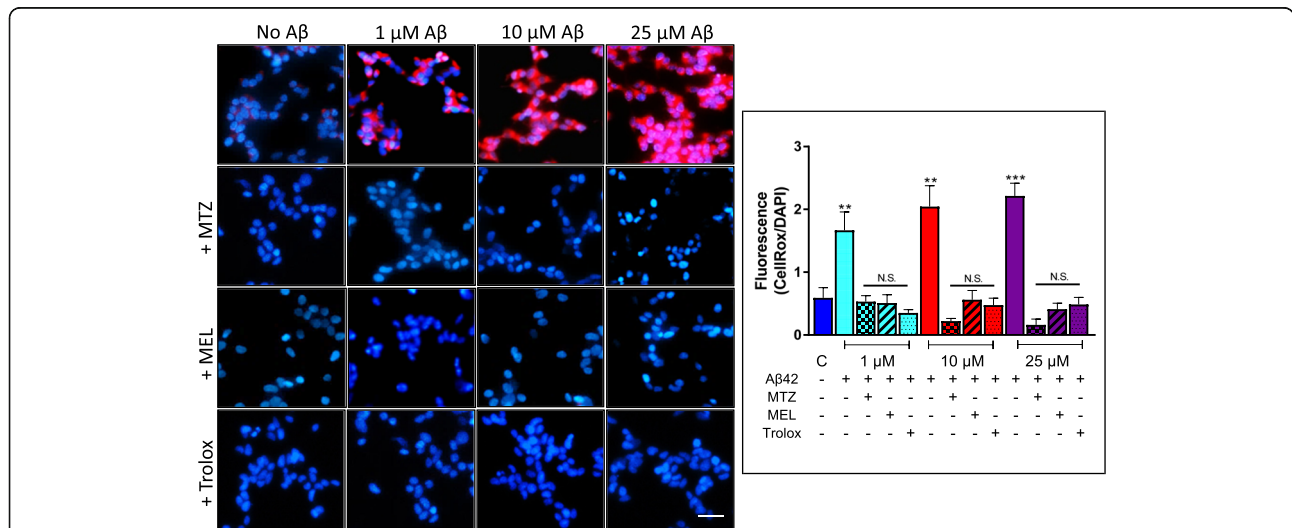 No Aβ 1 µM Aβ 10 µM Aβ 25 µM Aβ
+ MTZ
+ MEL
+ Trolox
Fluorescence
(CellRox/DAPI)
3
2
1
0
**
N.S.
**
N.S.
***
N.S.
C 1 µM 10 µM 25 µM
Aβ42 - + + + + + + + + + + + +
MTZ - - + - - - + - - - + - -
MEL - - - + - - - + - - - + -
Trolox - - - - + - - - + - - - +